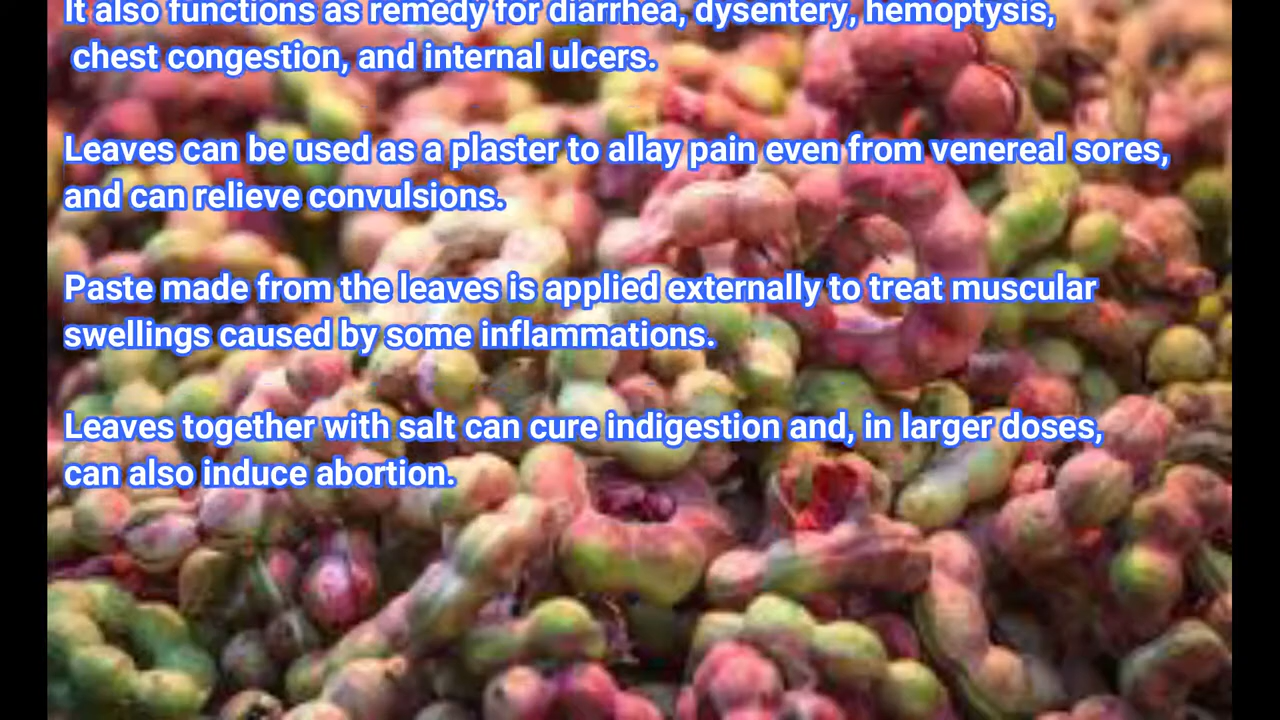 It also functions as remedy for diarrhea, dysentery, hemoptysis,
chest congestion, and internal ulcers.
Leaves can be used as a plaster to allay pain even from venereal sores,
and can relieve convulsions.
Paste made from the leaves is applied externally to treat muscular
swellings caused by some inflammations.
Leaves together with salt can cure indigestion and, in larger doses,
can also induce abortion.